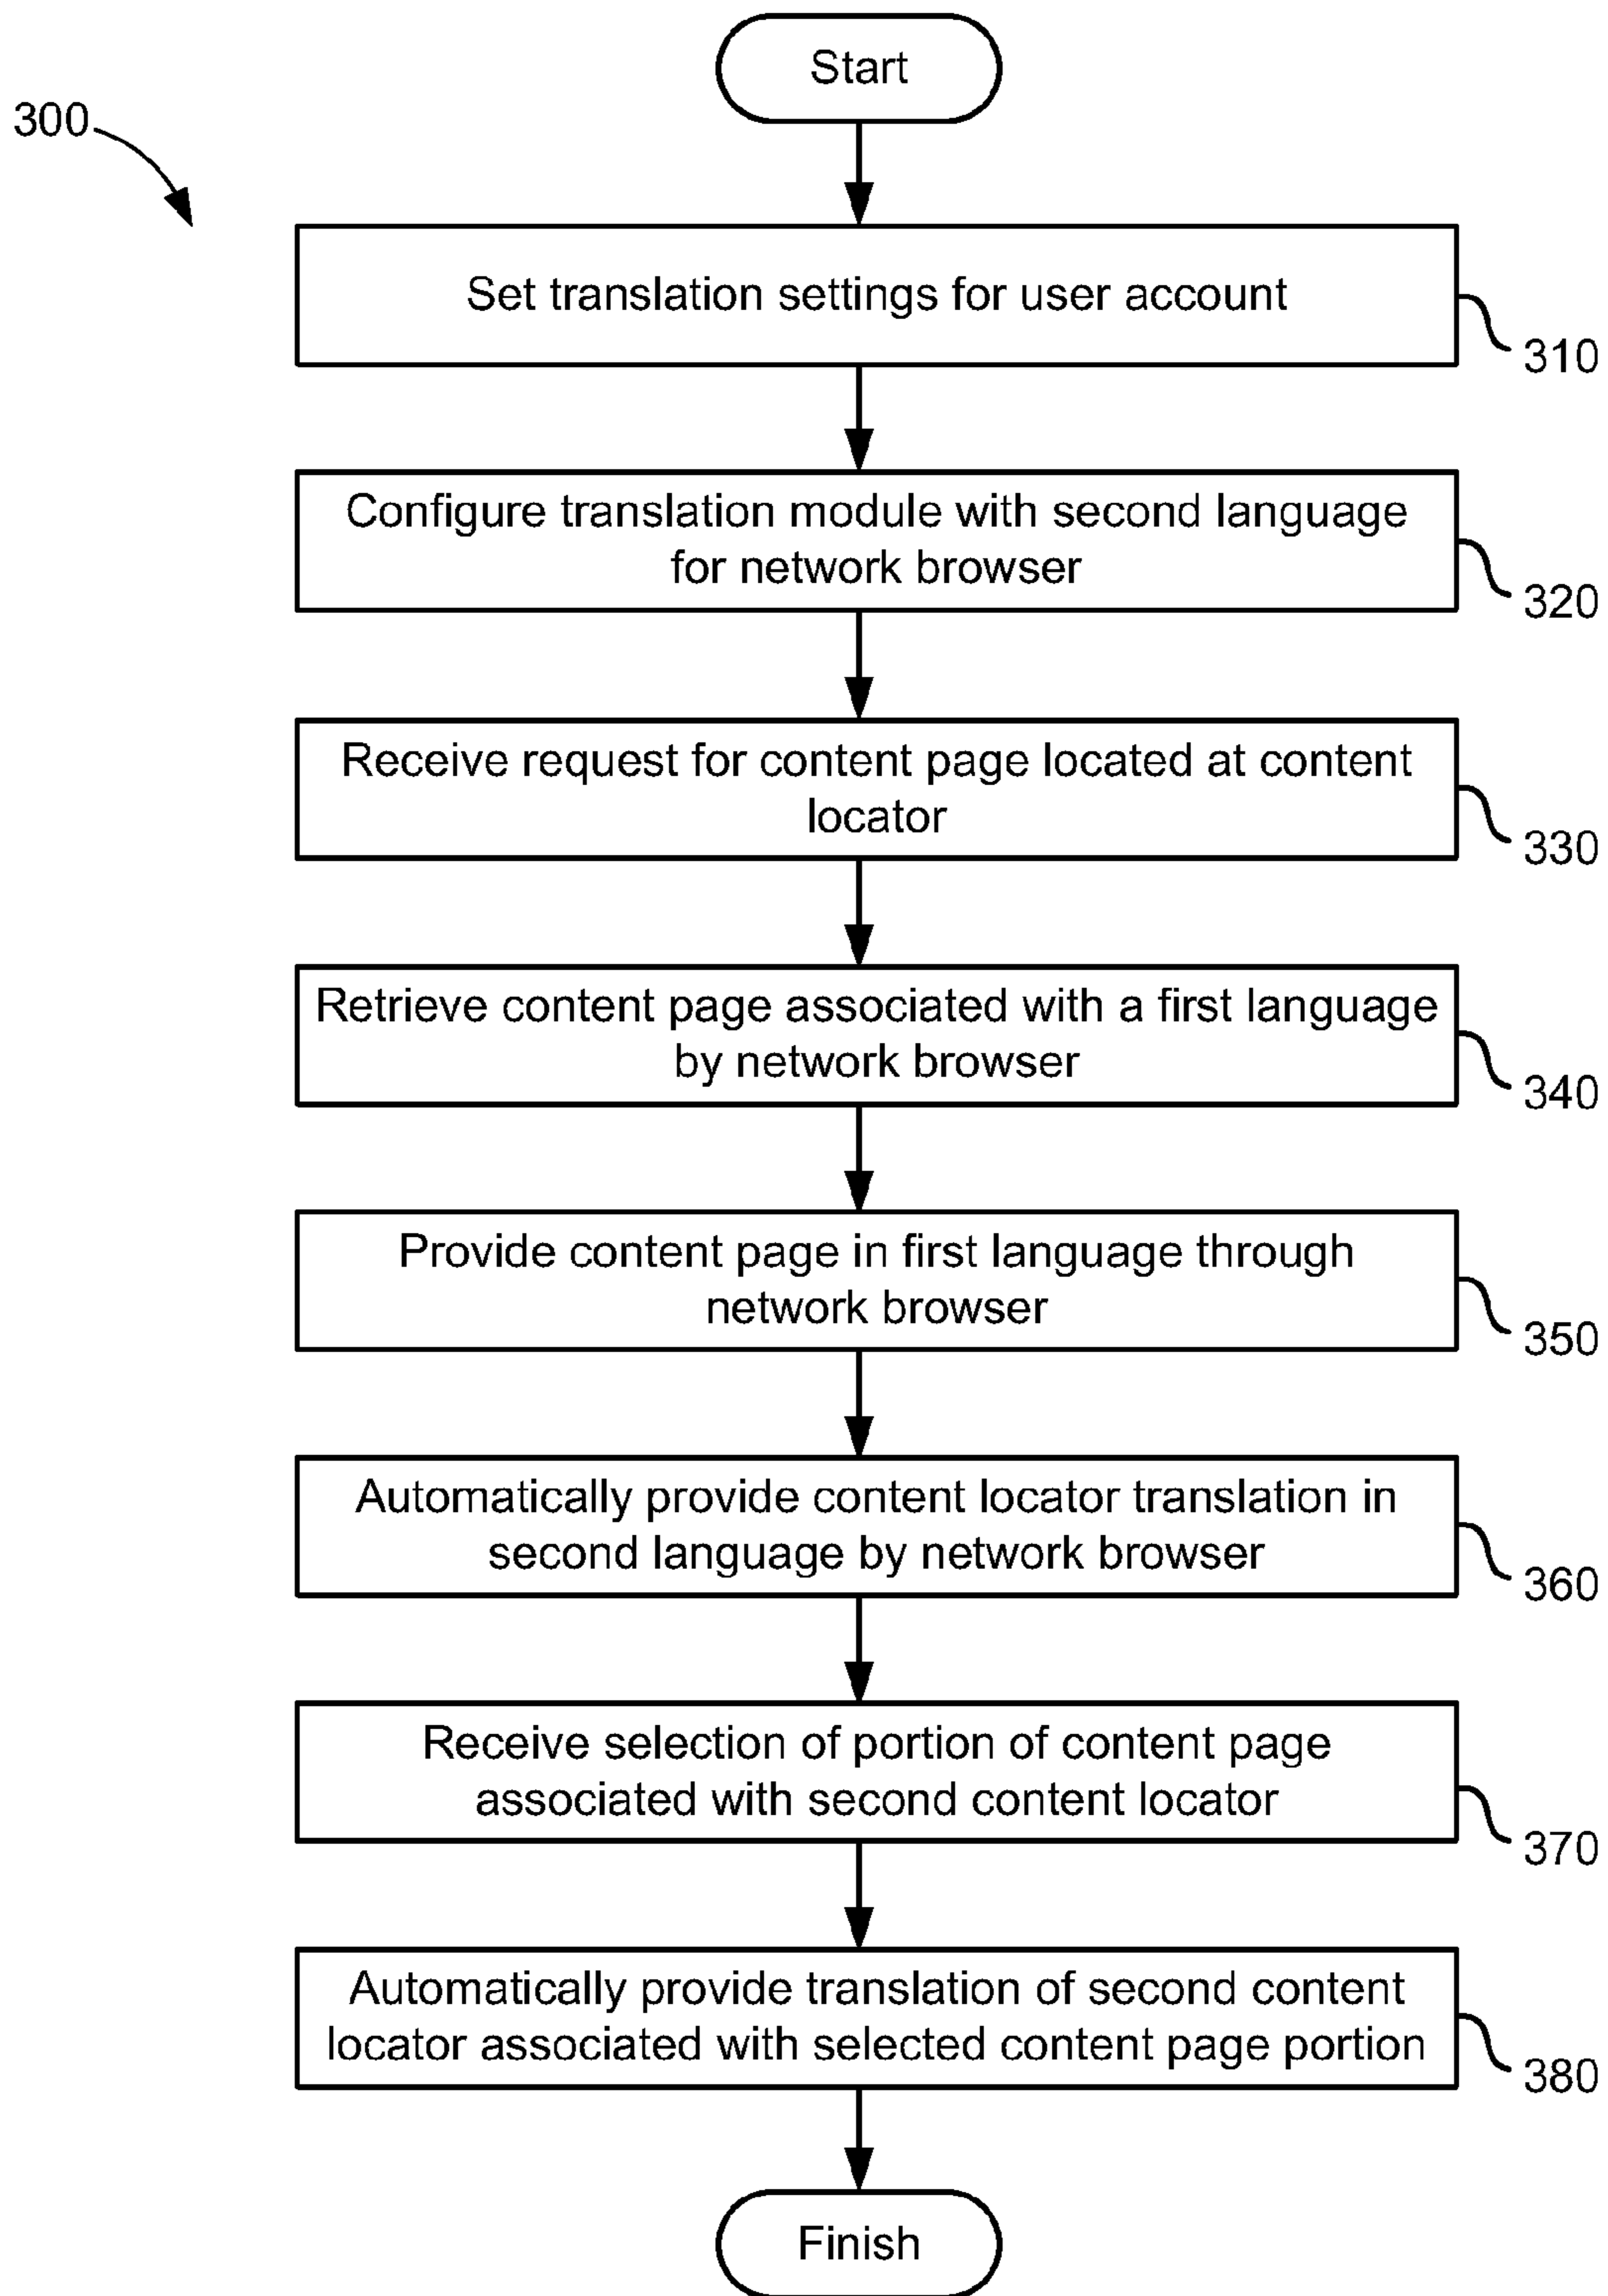 Start
300
Set translation settings for user account
310
Configure translation module with second language
for network browser
320
Receive request for content page located at content
locator
330
Retrieve content page associated with a first language
by network browser
340
Provide content page in first language through
network browser
350
Automatically provide content locator translation in
second language by network browser
360
Receive selection of portion of content page
associated with second content locator
370
Automatically provide translation of second content
locator associated with selected content page portion
380
Finish